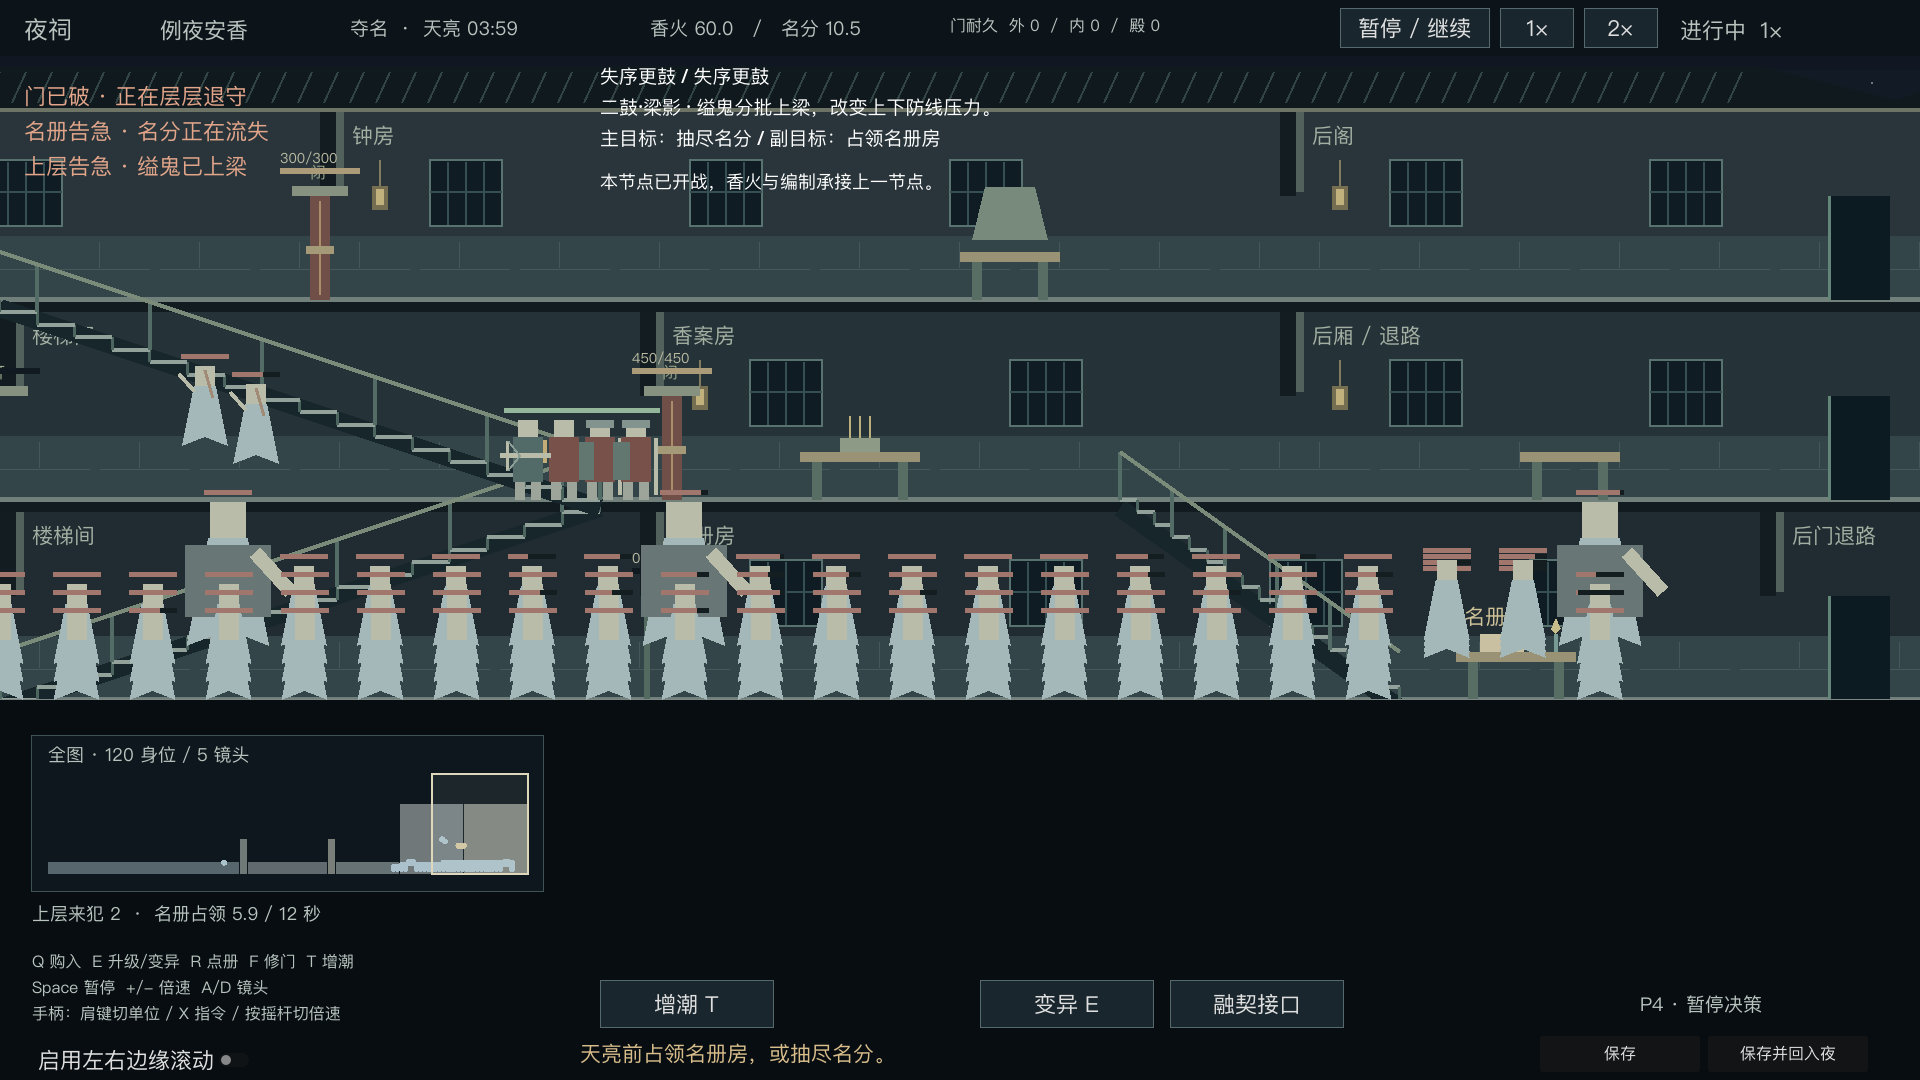 夜祠
例夜安香
夺名 · 天亮 03:59
香火 60.0 / 名分 10.5
门耐久 外 0 / 内 0 / 殿 0
暂停 / 继续
1×
2×
进行中 1×
门已破 · 正在层层退守
名册告急 · 名分正在流失
上层告急 · 缢鬼已上梁
失序更鼓 / 失序更鼓
二鼓·梁影 · 缢鬼分批上梁，改变上下防线压力。
主目标：抽尽名分 / 副目标：占领名册房
本节点已开战，香火与编制承接上一节点。
300/300
闭
钟房
后阁
香案房
450/450
闭
后厢 / 退路
楼梯间
册房
后门退路
名册
全图 · 120 身位 / 5 镜头
上层来犯 2 · 名册占领 5.9 / 12 秒
Q 购入 E 升级/变异 R 点册 F 修门 T 增潮
Space 暂停 +/− 倍速 A/D 镜头
手柄：肩键切单位 / X 指令 / 按摇杆切倍速
启用左右边缘滚动
增潮 T
变异 E
融契接口
天亮前占领名册房，或抽尽名分。
P4 · 暂停决策
保存
保存并回入夜